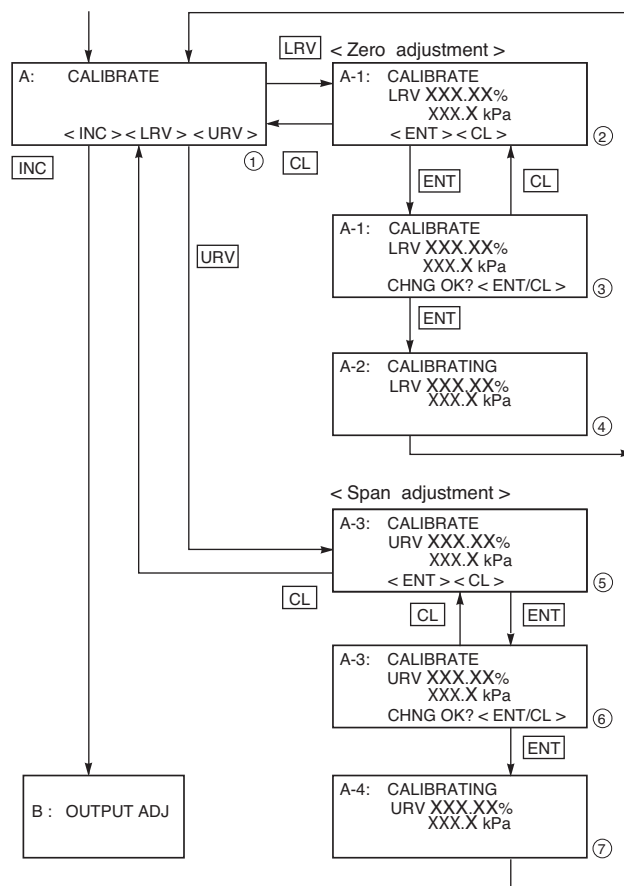 LRV < Zero adjustment >
A: CALIBRATE
< INC > < LRV > < URV >
①
A-1: CALIBRATE
LRV XXX.XX%
XXX.X kPa
< ENT > < CL >
②
INC
CL
ENT
CL
URV
A-1: CALIBRATE
LRV XXX.XX%
XXX.X kPa
CHNG OK? < ENT/CL >
③
ENT
A-2: CALIBRATING
LRV XXX.XX%
XXX.X kPa
④
< Span adjustment >
A-3: CALIBRATE
URV XXX.XX%
XXX.X kPa
< ENT > < CL >
⑤
CL
CL
ENT
A-3: CALIBRATE
URV XXX.XX%
XXX.X kPa
CHNG OK? < ENT/CL >
⑥
ENT
B : OUTPUT ADJ
A-4: CALIBRATING
URV XXX.XX%
XXX.X kPa
⑦